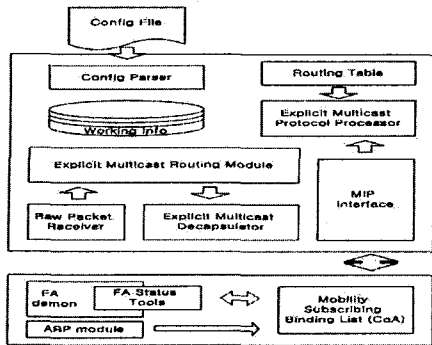 Config File
Config Parser
Routing Table
Working Info
Explicit Multicast
Protocol Processor
Explicit Multicast Routing Module
MIP
Interface
Raw Packet
Receiver
Explicit Multicast
Decapsulator
FA
demon
FA Status
Tools
ARP module
Mobility
Subscribing
Binding List (CoA)